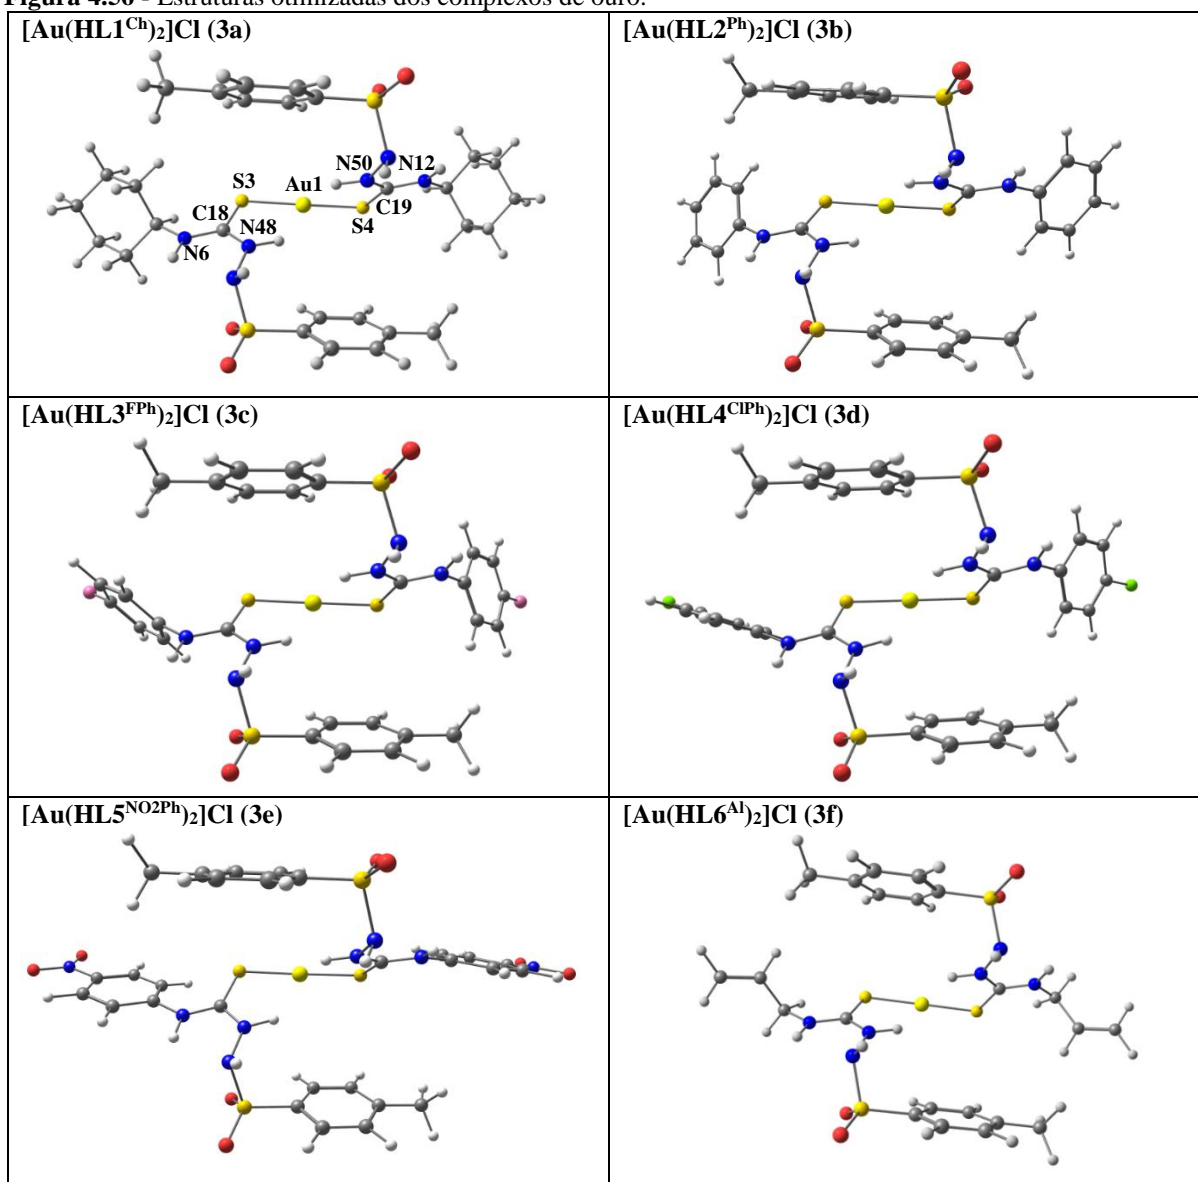 Figura 4.50 - Estruturas otimizadas dos complexos de ouro.
[Au(HL1ᶜʰ)₂]Cl (3a)
[Au(HL2ᴾʰ)₂]Cl (3b)
N50
N12
S3
Au1
C18
C19
N48
S4
N6
[Au(HL3ᶠᴾʰ)₂]Cl (3c)
[Au(HL4ᶜˡᴾʰ)₂]Cl (3d)
[Au(HL5ᴺᴼ²ᴾʰ)₂]Cl (3e)
[Au(HL6ᴬˡ)₂]Cl (3f)